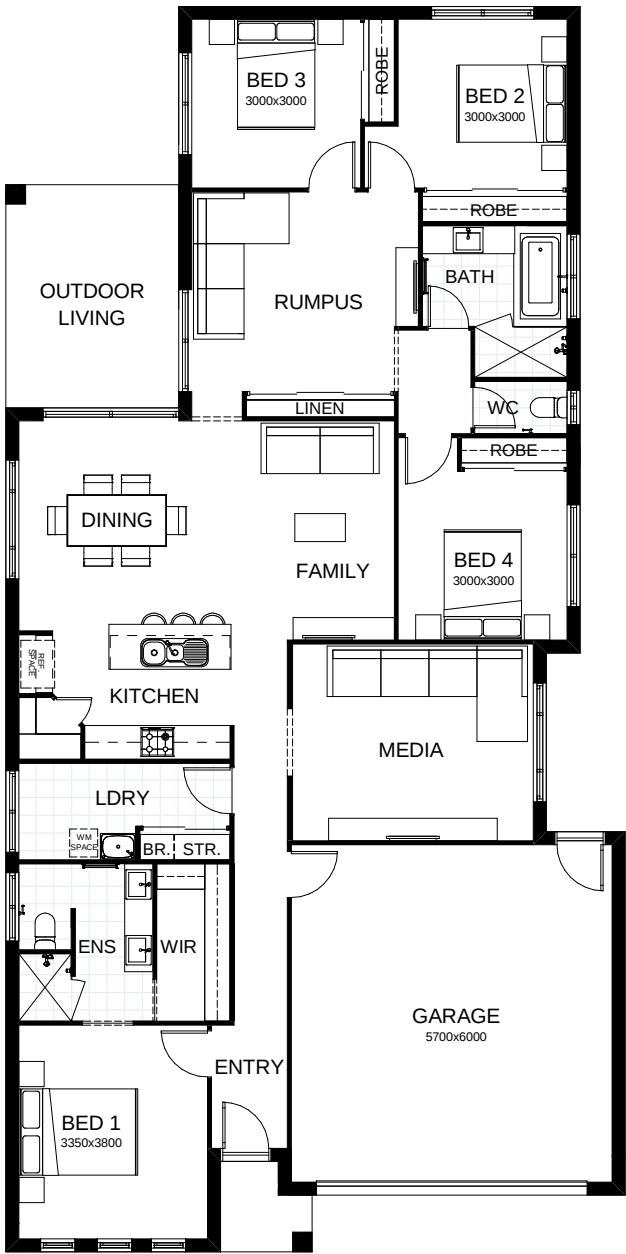 BED 3
3000x3000
ROBE
BED 2
3000x3000
ROBE
OUTDOOR
LIVING
RUMPUS
BATH
LINEN
WC
ROBE
DINING
FAMILY
BED 4
3000x3000
REF.
SPACE
KITCHEN
MEDIA
LDRY
WM
SPACE
BR.
STR.
ENS
WIR
GARAGE
5700x6000
ENTRY
BED 1
3350x3800